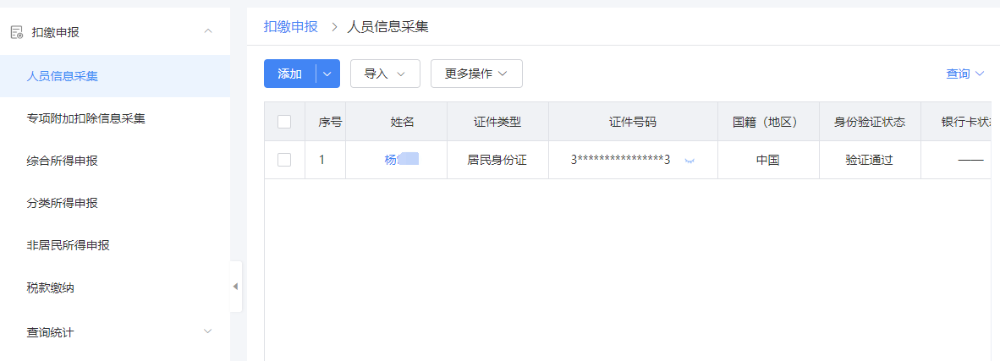 扣缴申报
人员信息采集
专项附加扣除信息采集
综合所得申报
分类所得申报
非居民所得申报
税款缴纳
查询统计
扣缴申报 > 人员信息采集
添加 导入 更多操作 查询
序号 姓名 证件类型 证件号码 国籍（地区） 身份验证状态 银行卡状
1 杨 居民身份证 3****************3 中国 验证通过 ——